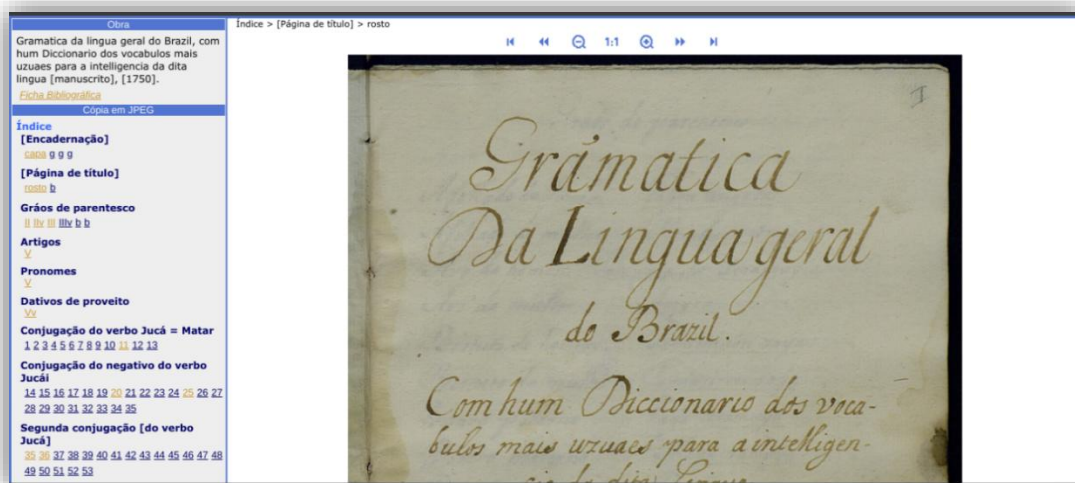 Obra
Gramatica da lingua geral do Brazil, com
hum Diccionario dos vocabulos mais
uzuaes para a intelligencia da dita
lingua [manuscrito], [1750].
Ficha Bibliográfica
Cópia em JPEG
Índice
[Encadernação]
capa g g g
[Página de título]
rosto b
Gráos de parentesco
II IIv III IIIv b b
Artigos
V
Pronomes
V
Dativos de proveito
Vv
Conjugação do verbo Jucá = Matar
1 2 3 4 5 6 7 8 9 10 11 12 13
Conjugação do negativo do verbo
Jucái
14 15 16 17 18 19 20 21 22 23 24 25 26 27
28 29 30 31 32 33 34 35
Segunda conjugação [do verbo
Jucá]
35 36 37 38 39 40 41 42 43 44 45 46 47 48
49 50 51 52 53
Índice > [Página de título] > rosto
1:1
I
Gramatica
Da Lingua geral
do Brazil.
Com hum Diccionario dos voca-
bulos mais uzuaes para a intelligen-
cia da dita Lingua